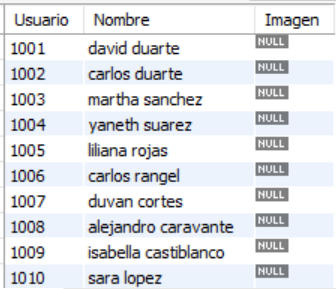 Usuario Nombre Imagen
1001 david duarte NULL
1002 carlos duarte NULL
1003 martha sanchez NULL
1004 yaneth suarez NULL
1005 liliana rojas NULL
1006 carlos rangel NULL
1007 duvan cortes NULL
1008 alejandro caravante NULL
1009 isabella castiblanco NULL
1010 sara lopez NULL